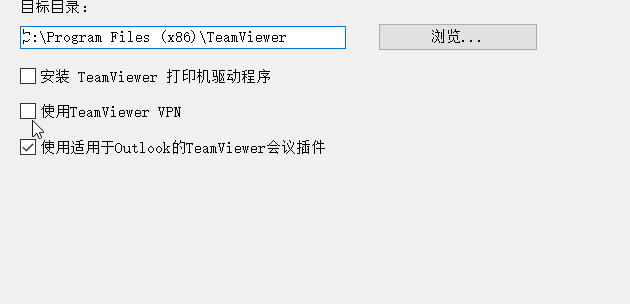 目标目录：
C:\Program Files (x86)\TeamViewer
浏览...
安装 TeamViewer 打印机驱动程序
使用TeamViewer VPN
使用适用于Outlook的TeamViewer会议插件